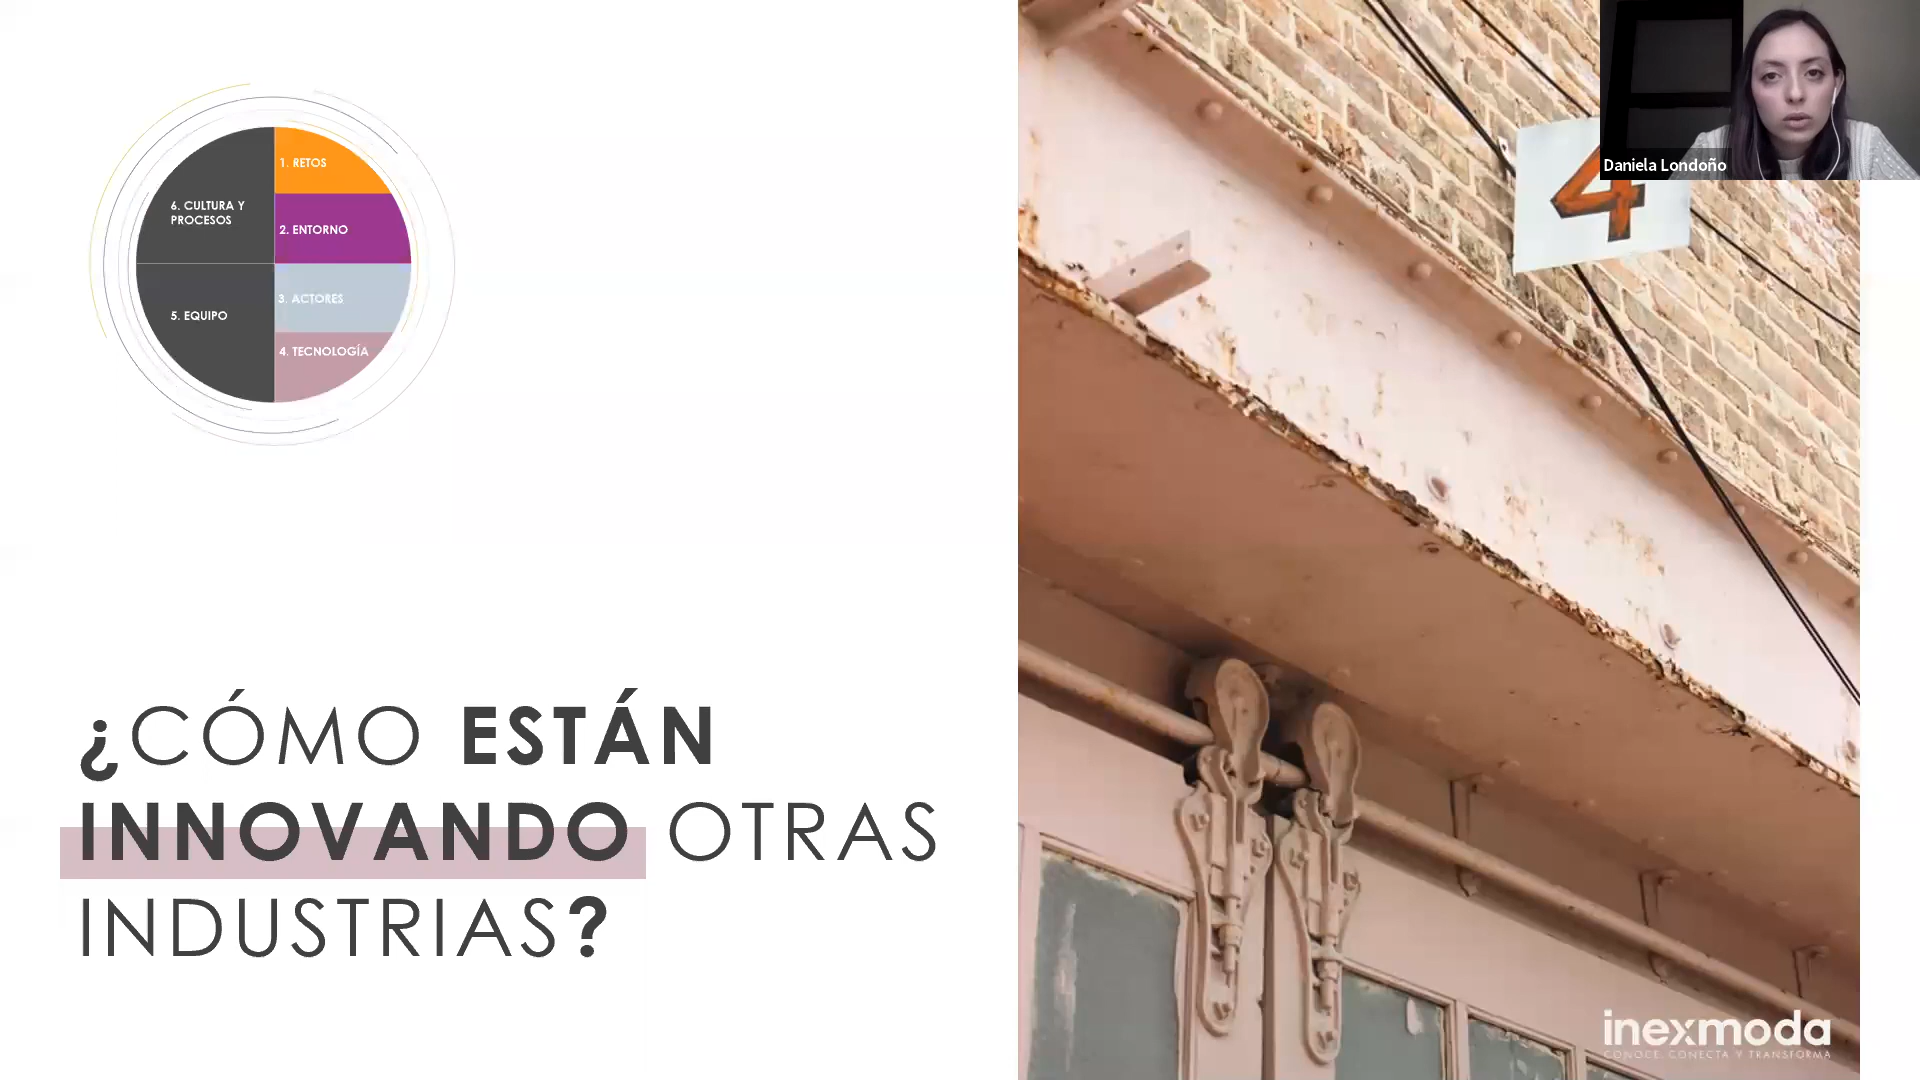 1. RETOS
6. CULTURA Y
PROCESOS
2. ENTORNO
3. ACTORES
5. EQUIPO
4. TECNOLOGÍA
¿CÓMO ESTÁN
INNOVANDO OTRAS
INDUSTRIAS?
4
Daniela Londoño
inexmoda
CONOCE, CONECTA Y TRANSFORMA